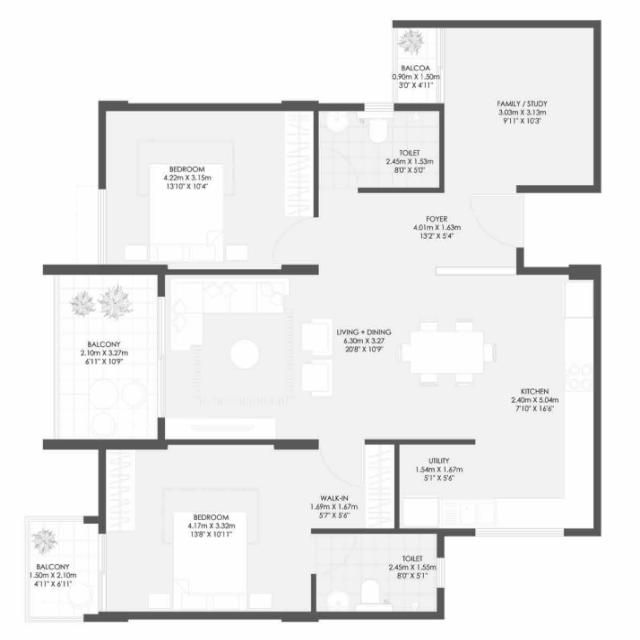 BALCOA
0.90m X 1.50m
3'0" X 4'11"
FAMILY / STUDY
3.03m X 3.13m
9'11" X 10'3"
TOILET
2.45m X 1.53m
8'0" X 5'0"
BEDROOM
4.22m X 3.15m
13'10" X 10'4"
FOYER
4.01m X 1.63m
13'2" X 5'4"
LIVING + DINING
6.30m X 3.27
20'8" X 10'9"
BALCONY
2.10m X 3.27m
6'11" X 10'9"
KITCHEN
2.40m X 5.04m
7'10" X 16'6"
UTILITY
1.54m X 1.67m
5'1" X 5'6"
WALK-IN
1.69m X 1.67m
5'7" X 5'6"
BEDROOM
4.17m X 3.32m
13'8" X 10'11"
TOILET
2.45m X 1.55m
8'0" X 5'1"
BALCONY
1.50m X 2.10m
4'11" X 6'11"